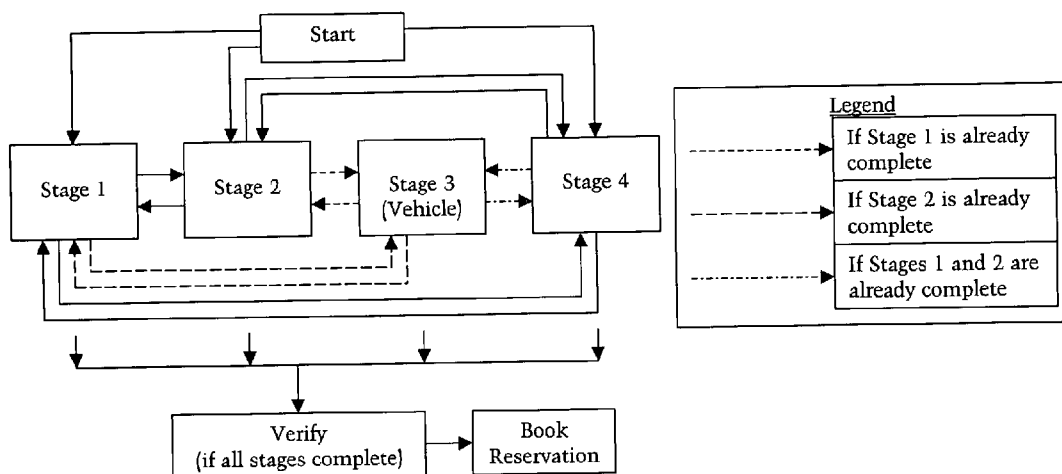 Start
Stage 1
Stage 2
Stage 3
(Vehicle)
Stage 4
Verify
(if all stages complete)
Book
Reservation
Legend
If Stage 1 is already
complete
If Stage 2 is already
complete
If Stages 1 and 2 are
already complete